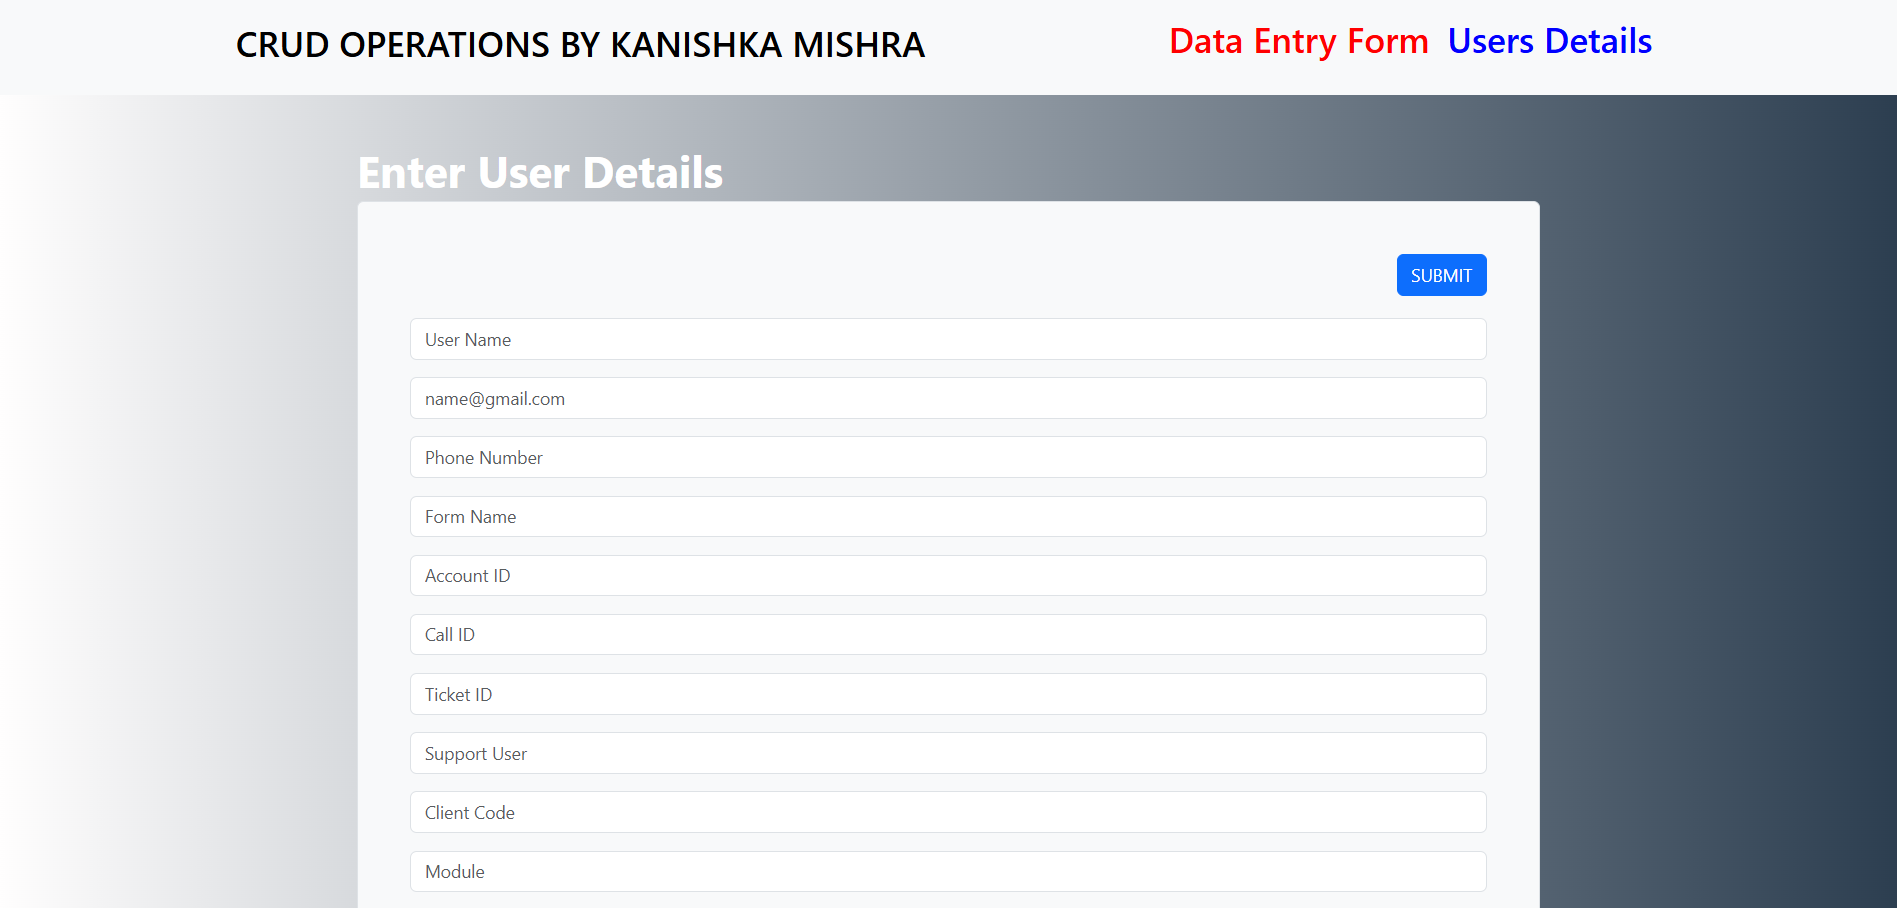 CRUD OPERATIONS BY KANISHKA MISHRA
Data Entry Form Users Details
Enter User Details
SUBMIT
User Name
name@gmail.com
Phone Number
Form Name
Account ID
Call ID
Ticket ID
Support User
Client Code
Module